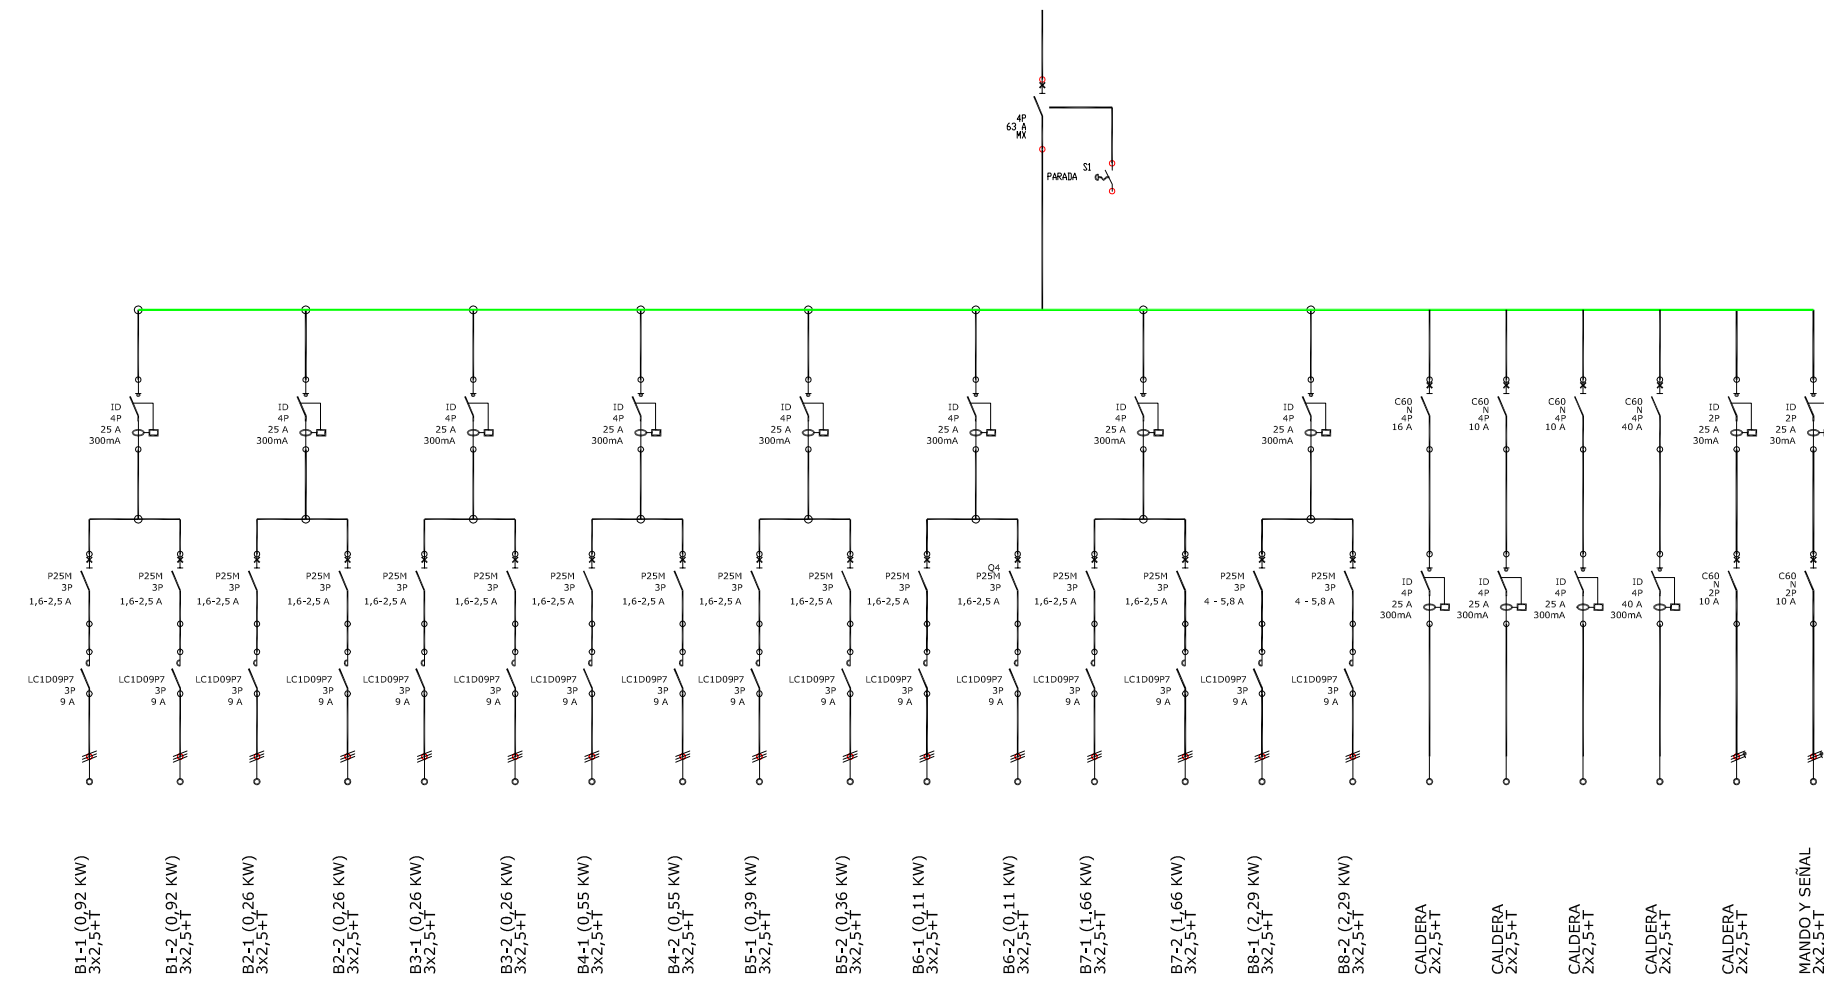 4P
63 A
MX
S1
PARADA
ID
4P
25 A
300mA
ID
4P
25 A
300mA
ID
4P
25 A
300mA
ID
4P
25 A
300mA
ID
4P
25 A
300mA
ID
4P
25 A
300mA
ID
4P
25 A
300mA
ID
4P
25 A
300mA
C60
N
4P
16 A
C60
N
4P
10 A
C60
N
4P
10 A
C60
N
4P
40 A
ID
2P
25 A
30mA
ID
2P
25 A
30mA
P25M
3P
1,6-2,5 A
P25M
3P
1,6-2,5 A
P25M
3P
1,6-2,5 A
P25M
3P
1,6-2,5 A
P25M
3P
1,6-2,5 A
P25M
3P
1,6-2,5 A
P25M
3P
1,6-2,5 A
P25M
3P
1,6-2,5 A
P25M
3P
1,6-2,5 A
P25M
3P
1,6-2,5 A
P25M
3P
1,6-2,5 A
Q4
P25M
3P
1,6-2,5 A
P25M
3P
1,6-2,5 A
P25M
3P
1,6-2,5 A
P25M
3P
4 - 5,8 A
P25M
3P
4 - 5,8 A
ID
4P
25 A
300mA
ID
4P
25 A
300mA
ID
4P
25 A
300mA
ID
4P
40 A
300mA
C60
N
2P
10 A
C60
N
2P
10 A
LC1D09P7
3P
9 A
LC1D09P7
3P
9 A
LC1D09P7
3P
9 A
LC1D09P7
3P
9 A
LC1D09P7
3P
9 A
LC1D09P7
3P
9 A
LC1D09P7
3P
9 A
LC1D09P7
3P
9 A
LC1D09P7
3P
9 A
LC1D09P7
3P
9 A
LC1D09P7
3P
9 A
LC1D09P7
3P
9 A
LC1D09P7
3P
9 A
LC1D09P7
3P
9 A
LC1D09P7
3P
9 A
LC1D09P7
3P
9 A
B1-1 (0,92 KW)
3x2,5+T
B1-2 (0,92 KW)
3x2,5+T
B2-1 (0,26 KW)
3x2,5+T
B2-2 (0,26 KW)
3x2,5+T
B3-1 (0,26 KW)
3x2,5+T
B3-2 (0,26 KW)
3x2,5+T
B4-1 (0,55 KW)
3x2,5+T
B4-2 (0,55 KW)
3x2,5+T
B5-1 (0,39 KW)
3x2,5+T
B5-2 (0,36 KW)
3x2,5+T
B6-1 (0,11 KW)
3x2,5+T
B6-2 (0,11 KW)
3x2,5+T
B7-1 (1,66 KW)
3x2,5+T
B7-2 (1,66 KW)
3x2,5+T
B8-1 (2,29 KW)
3x2,5+T
B8-2 (2,29 KW)
3x2,5+T
CALDERA
2x2,5+T
CALDERA
2x2,5+T
CALDERA
2x2,5+T
CALDERA
2x2,5+T
CALDERA
2x2,5+T
MANDO Y SEÑAL
2x2,5+T